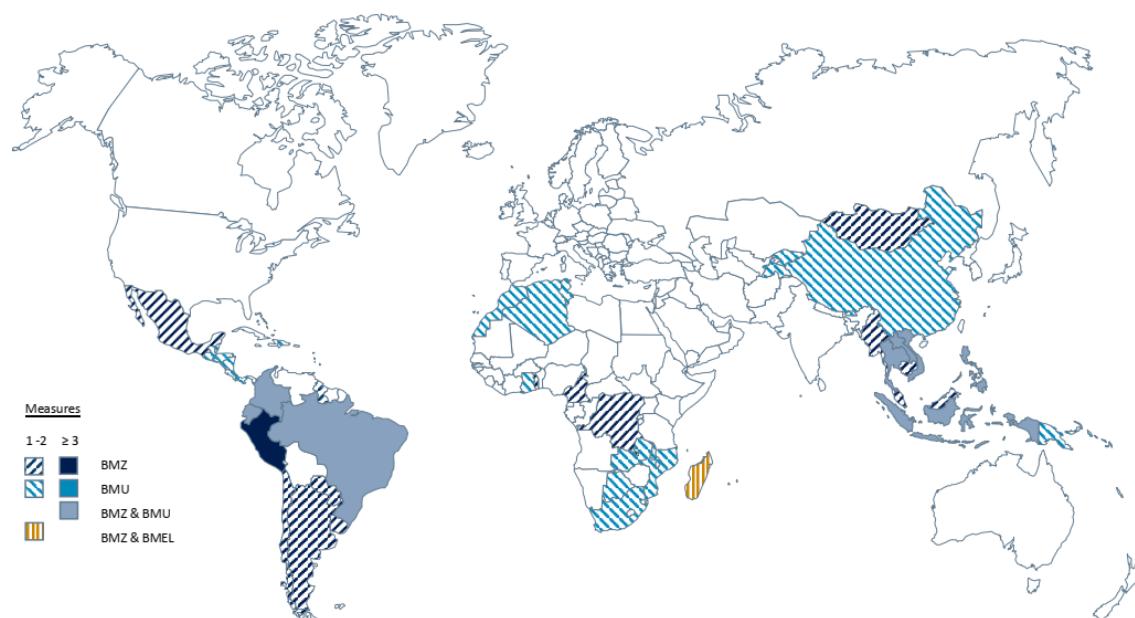 Measures
1 -2 ≥ 3
BMZ
BMU
BMZ & BMU
BMZ & BMEL